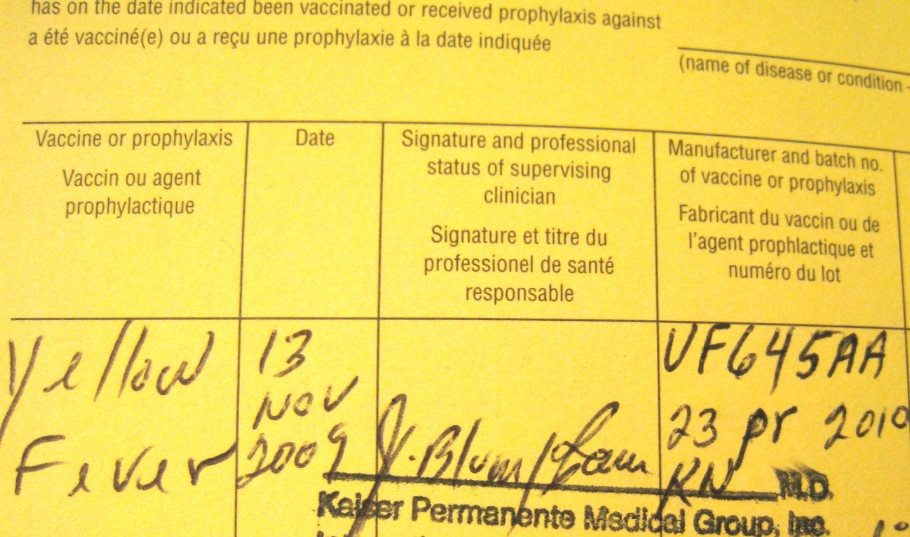 has on the date indicated been vaccinated or received prophylaxis against
a été vacciné(e) ou a reçu une prophylaxie à la date indiquée
(name of disease or condition -
Vaccine or prophylaxis
Vaccin ou agent
prophylactique
Date
Signature and professional
status of supervising
clinician
Signature et titre du
professionel de santé
responsable
Manufacturer and batch no.
of vaccine or prophylaxis
Fabricant du vaccin ou de
l'agent prophlactique et
numéro du lot
Yellow
Fever
13
NOV
2009
UF645AA
23 pr 2010
RN
M.D.
Kaiser Permanente Medical Group, Inc.